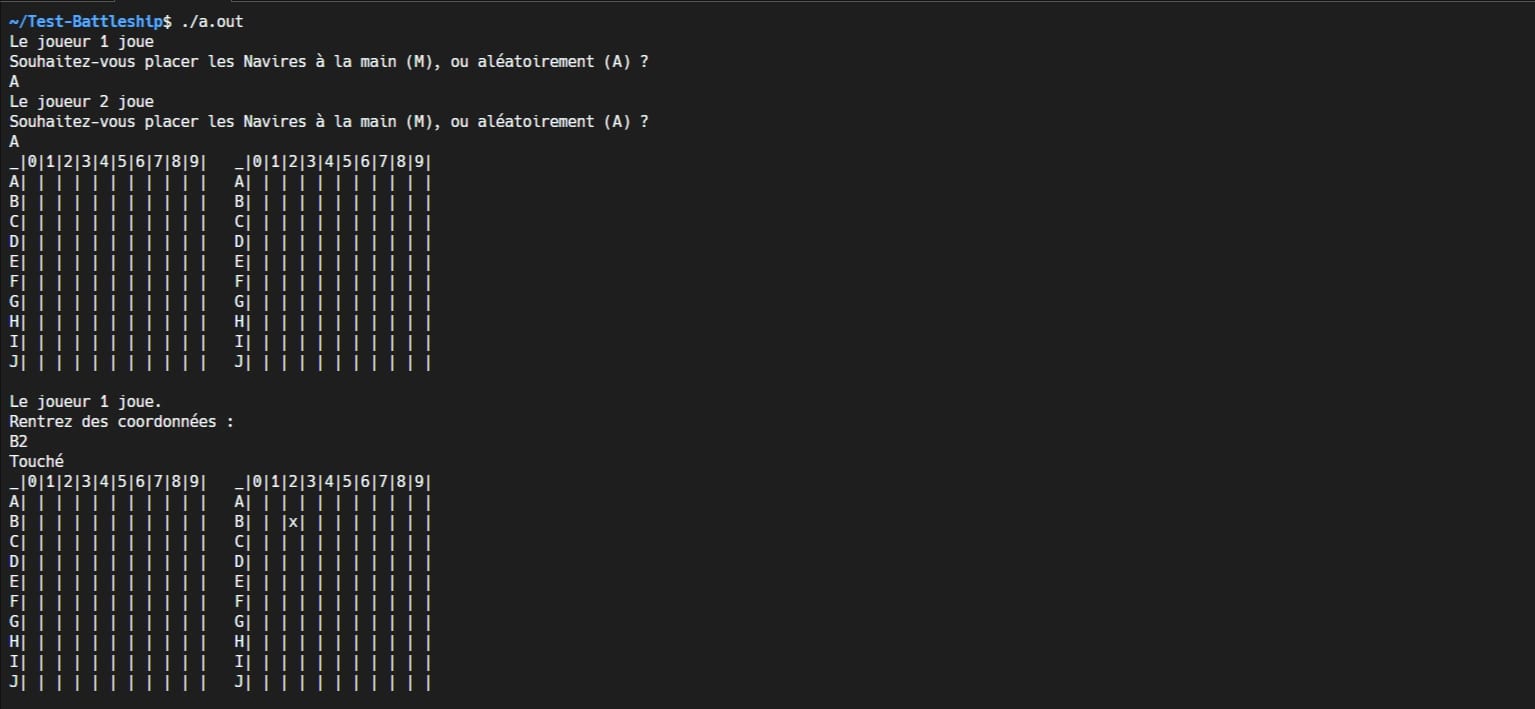 ~/Test-Battleship$ ./a.out
Le joueur 1 joue
Souhaitez-vous placer les Navires à la main (M), ou aléatoirement (A) ?
A
Le joueur 2 joue
Souhaitez-vous placer les Navires à la main (M), ou aléatoirement (A) ?
A
_|0|1|2|3|4|5|6|7|8|9|   _|0|1|2|3|4|5|6|7|8|9|
A| | | | | | | | | | |   A| | | | | | | | | | |
B| | | | | | | | | | |   B| | | | | | | | | | |
C| | | | | | | | | | |   C| | | | | | | | | | |
D| | | | | | | | | | |   D| | | | | | | | | | |
E| | | | | | | | | | |   E| | | | | | | | | | |
F| | | | | | | | | | |   F| | | | | | | | | | |
G| | | | | | | | | | |   G| | | | | | | | | | |
H| | | | | | | | | | |   H| | | | | | | | | | |
I| | | | | | | | | | |   I| | | | | | | | | | |
J| | | | | | | | | | |   J| | | | | | | | | | |

Le joueur 1 joue.
Rentrez des coordonnées :
B2
Touché
_|0|1|2|3|4|5|6|7|8|9|   _|0|1|2|3|4|5|6|7|8|9|
A| | | | | | | | | | |   A| | | | | | | | | | |
B| | | | | | | | | | |   B| | |x| | | | | | | |
C| | | | | | | | | | |   C| | | | | | | | | | |
D| | | | | | | | | | |   D| | | | | | | | | | |
E| | | | | | | | | | |   E| | | | | | | | | | |
F| | | | | | | | | | |   F| | | | | | | | | | |
G| | | | | | | | | | |   G| | | | | | | | | | |
H| | | | | | | | | | |   H| | | | | | | | | | |
I| | | | | | | | | | |   I| | | | | | | | | | |
J| | | | | | | | | | |   J| | | | | | | | | | |